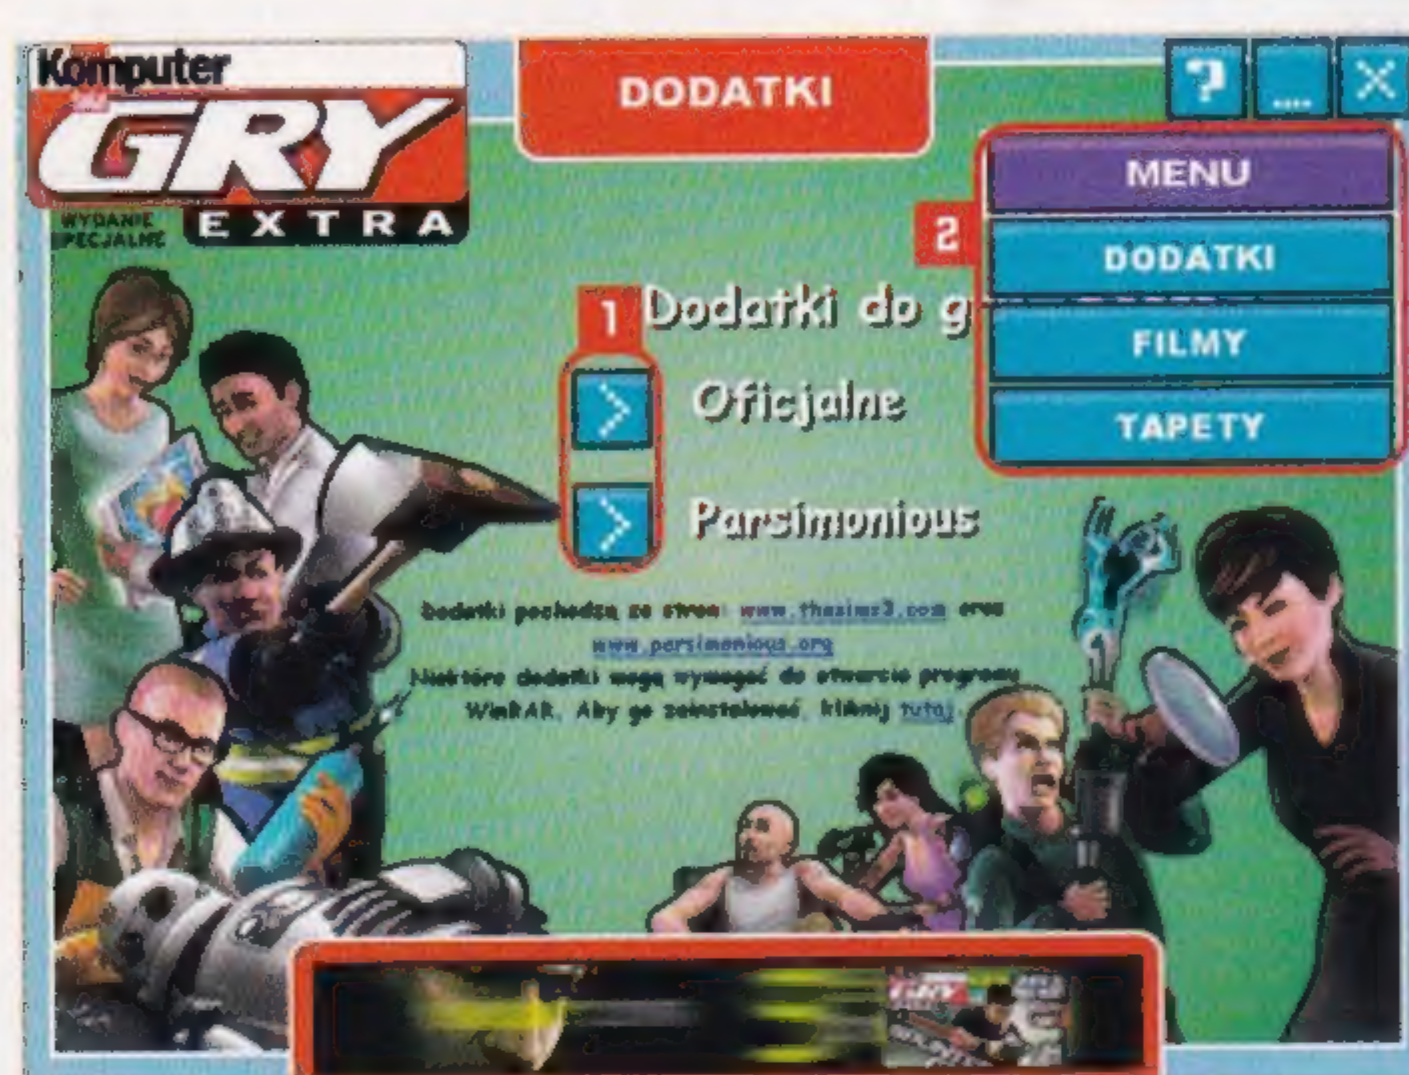 Komputer
GRY
WYDANIE
SPECJALNE
EXTRA
DODATKI
?
MENU
2
DODATKI
FILMY
TAPETY
1
Dodatki do g
Oficjalne
Parsimonious
Dodatki pochodzą ze stron: www.thesims3.com oraz
www.parsimonious.org
Niektóre dodatki mogą wymagać do otwarcia programu
WinRAR. Aby go zainstalować, kliknij tutaj.
GRY